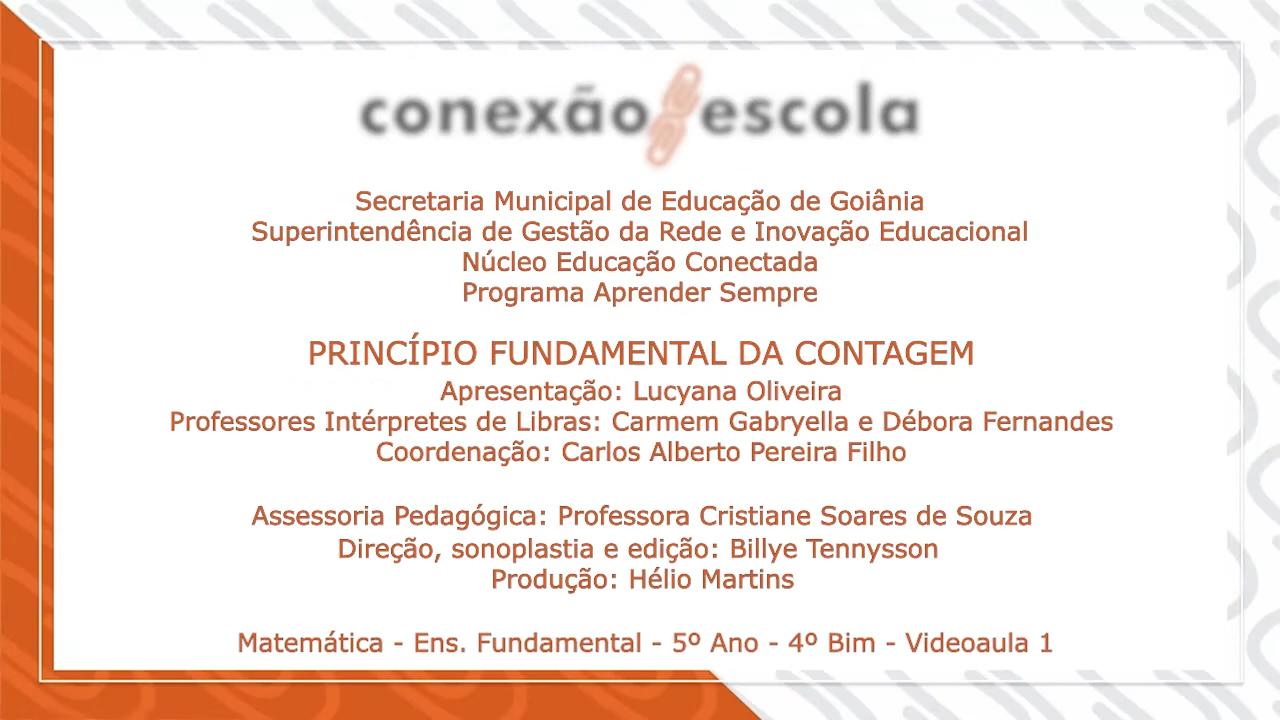 conexão escola
Secretaria Municipal de Educação de Goiânia
Superintendência de Gestão da Rede e Inovação Educacional
Núcleo Educação Conectada
Programa Aprender Sempre
PRINCÍPIO FUNDAMENTAL DA CONTAGEM
Apresentação: Lucyana Oliveira
Professores Intérpretes de Libras: Carmem Gabryella e Débora Fernandes
Coordenação: Carlos Alberto Pereira Filho
Assessoria Pedagógica: Professora Cristiane Soares de Souza
Direção, sonoplastia e edição: Billye Tennysson
Produção: Hélio Martins
Matemática - Ens. Fundamental - 5º Ano - 4º Bim - Videoaula 1